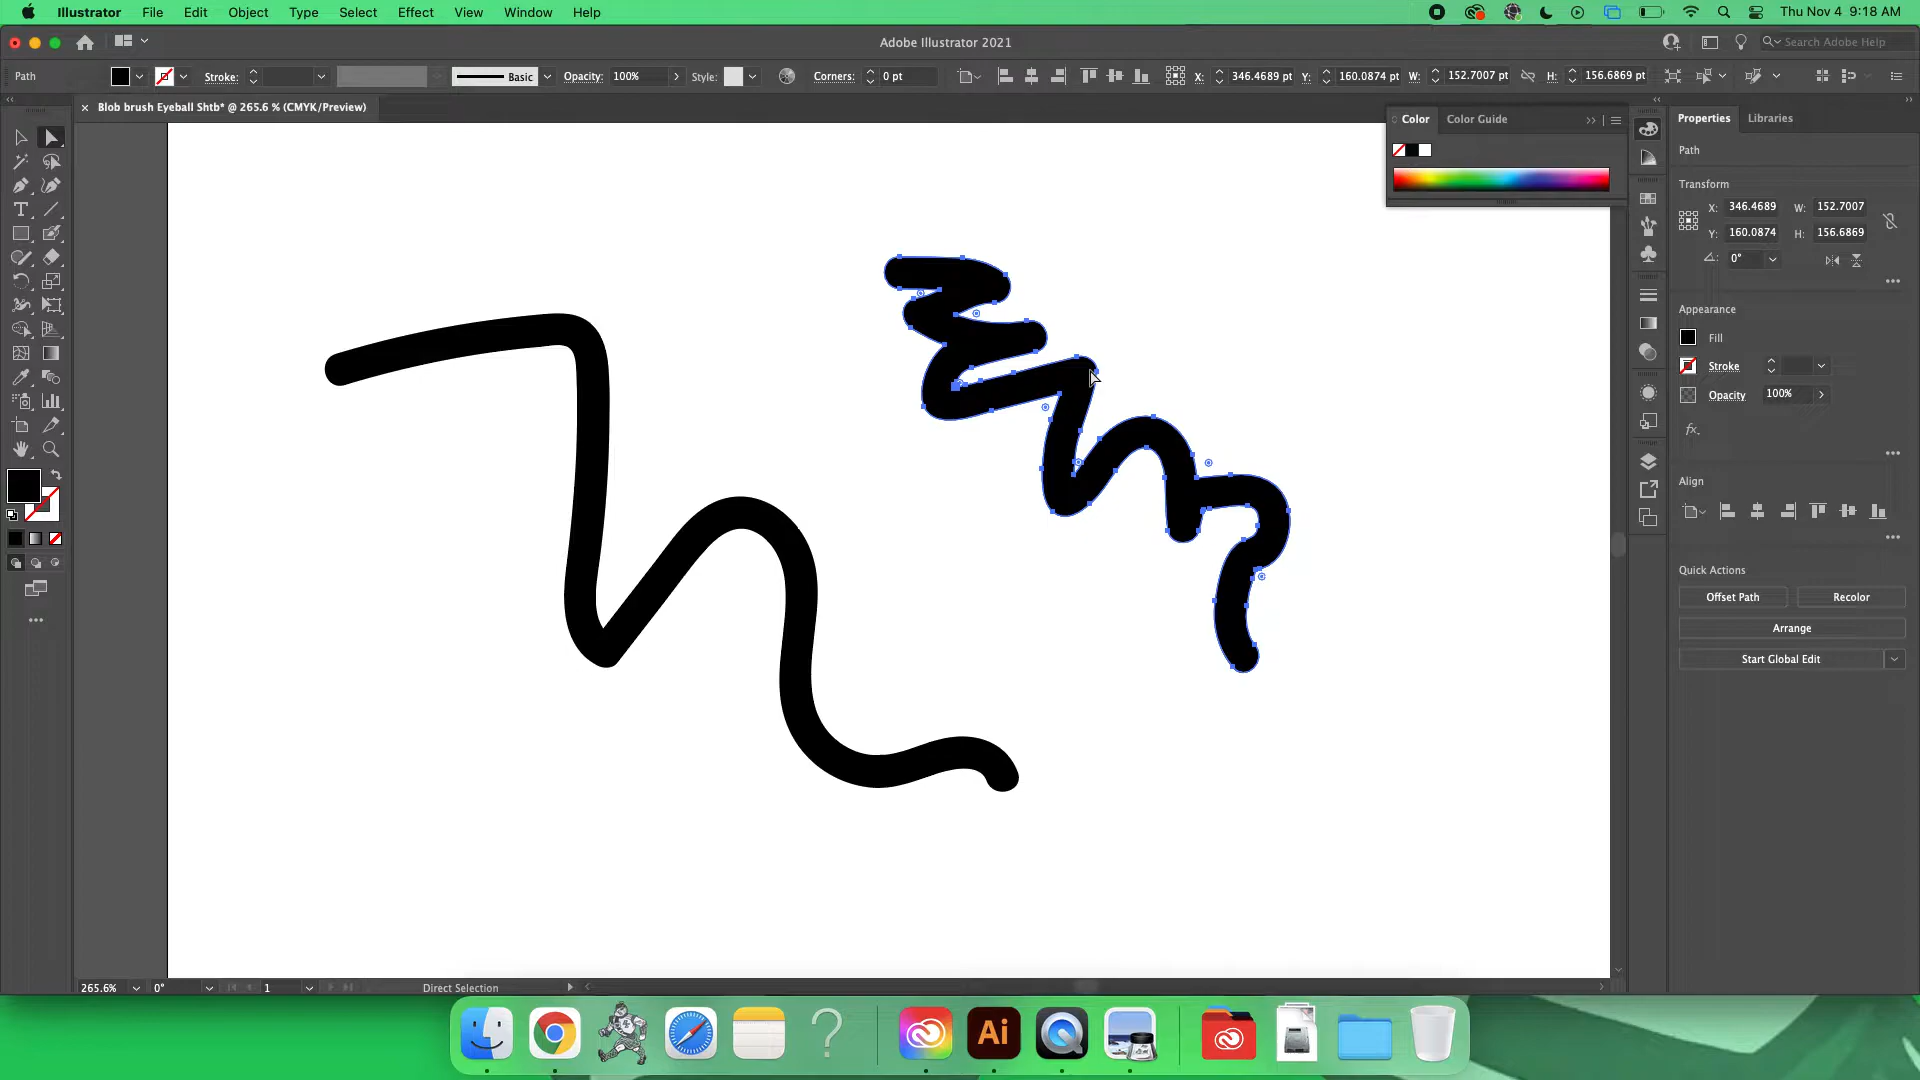 Illustrator File Edit Object Type Select Effect View Window Help Thu Nov 4 9:18 AM
Adobe Illustrator 2021 Search Adobe Help
Path Stroke: Basic Opacity: 100% Style: Corners: 0 pt X: 346.4689 pt Y: 160.0874 pt W: 152.7007 pt H: 156.6869 pt
× Blob brush Eyeball Shtb* @ 265.6 % (CMYK/Preview)
Color Color Guide
Properties Libraries
Path
Transform
X: 346.4689 W: 152.7007
Y: 160.0874 H: 156.6869
0°
Appearance
Fill
Stroke
Opacity 100%
fx.
Align
Quick Actions
Offset Path Recolor
Arrange
Start Global Edit
265.6% 0° 1 Direct Selection
Ai